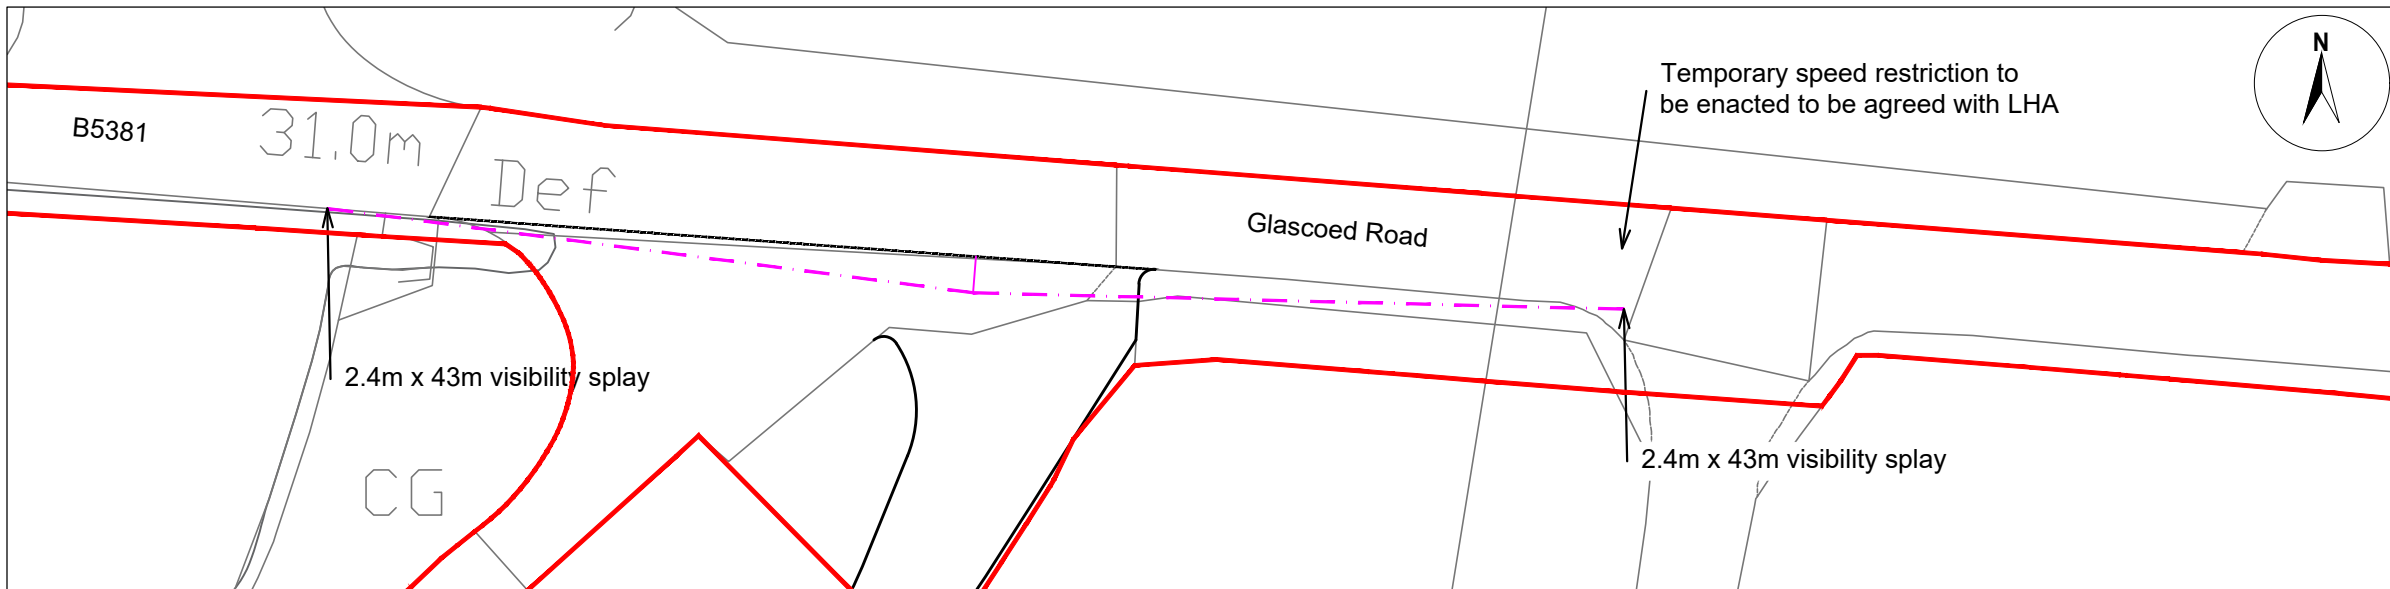 N
Temporary speed restriction to
be enacted to be agreed with LHA
B5381
31.0m
Def
Glascoed Road
2.4m x 43m visibility splay
2.4m x 43m visibility splay
CG